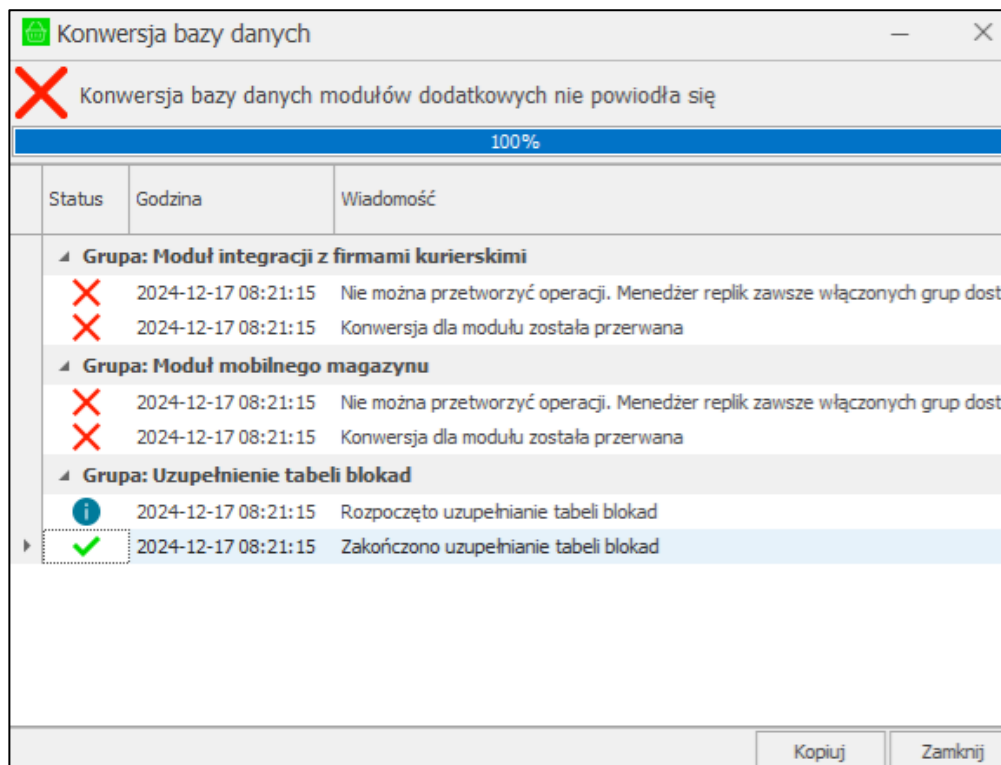 Konwersja bazy danych
Konwersja bazy danych modułów dodatkowych nie powiodła się
100%
Status Godzina Wiadomość
Grupa: Moduł integracji z firmami kurierskimi
2024-12-17 08:21:15 Nie można przetworzyć operacji. Menedżer replik zawsze włączonych grup dost
2024-12-17 08:21:15 Konwersja dla modułu została przerwana
Grupa: Moduł mobilnego magazynu
2024-12-17 08:21:15 Nie można przetworzyć operacji. Menedżer replik zawsze włączonych grup dost
2024-12-17 08:21:15 Konwersja dla modułu została przerwana
Grupa: Uzupełnienie tabeli blokad
2024-12-17 08:21:15 Rozpoczęto uzupełnianie tabeli blokad
2024-12-17 08:21:15 Zakończono uzupełnianie tabeli blokad
Kopiuj Zamknij